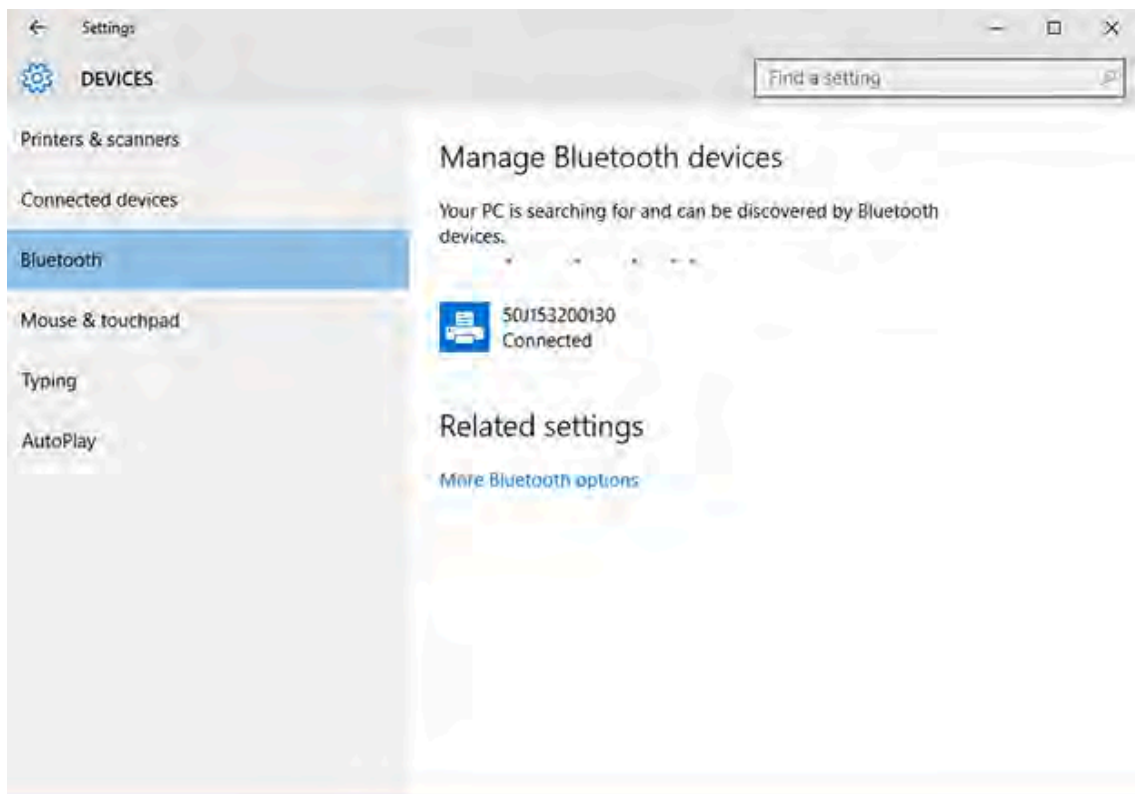 Settings
DEVICES
Find a setting
Printers & scanners
Connected devices
Bluetooth
Mouse & touchpad
Typing
AutoPlay
Manage Bluetooth devices
Your PC is searching for and can be discovered by Bluetooth
devices.
50J153200130
Connected
Related settings
More Bluetooth options